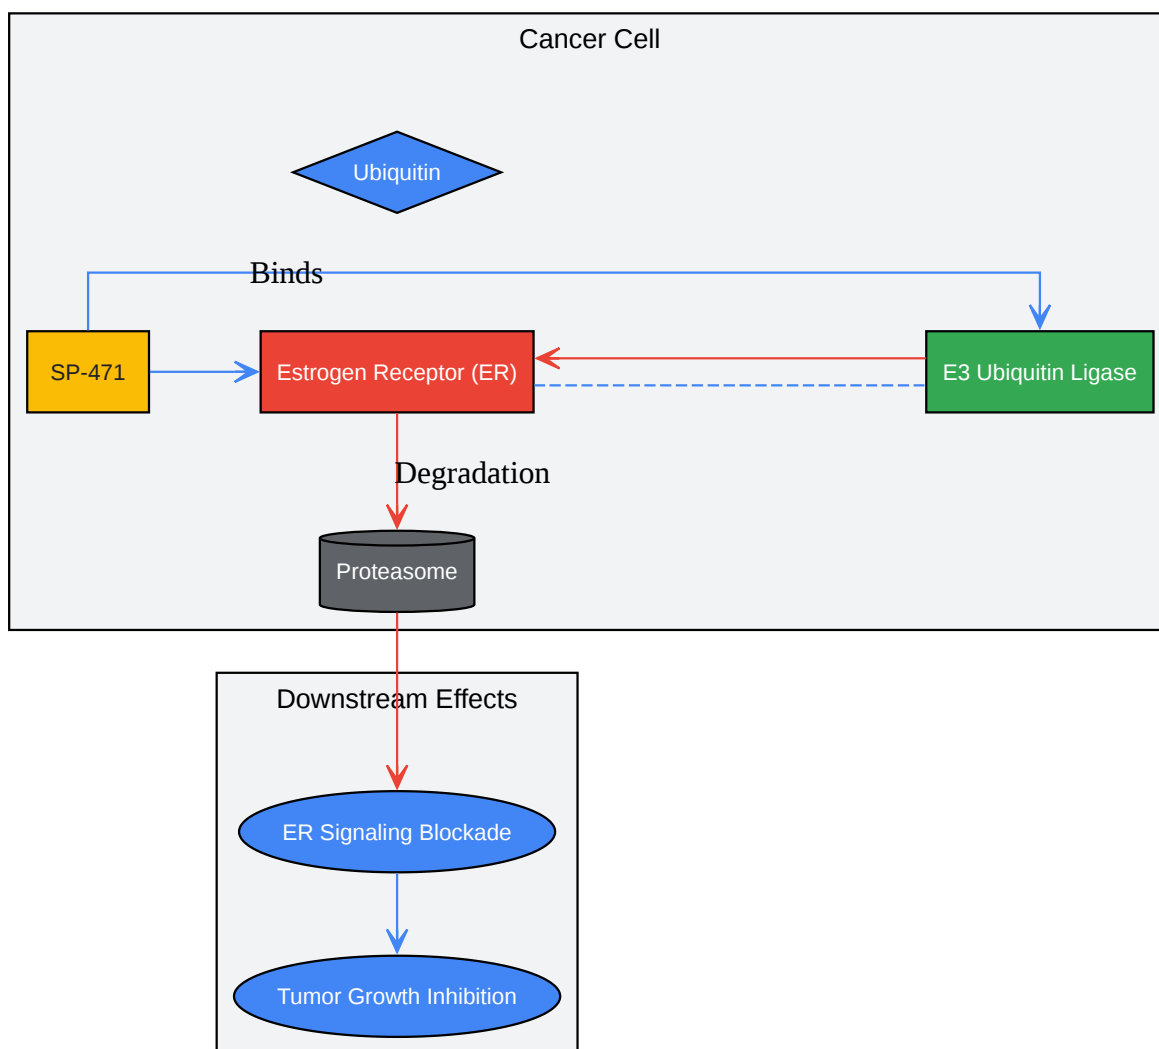 Cancer Cell
Ubiquitin
Binds
SP-471
Estrogen Receptor (ER)
E3 Ubiquitin Ligase
Degradation
Proteasome
Downstream Effects
ER Signaling Blockade
Tumor Growth Inhibition